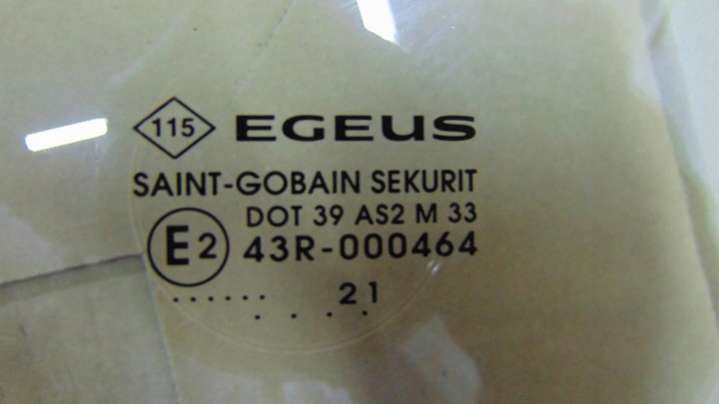 115 EGEUS
SAINT-GOBAIN SEKURIT
DOT 39 AS2 M 33
E2 43R-000464
...... 21
. . . .